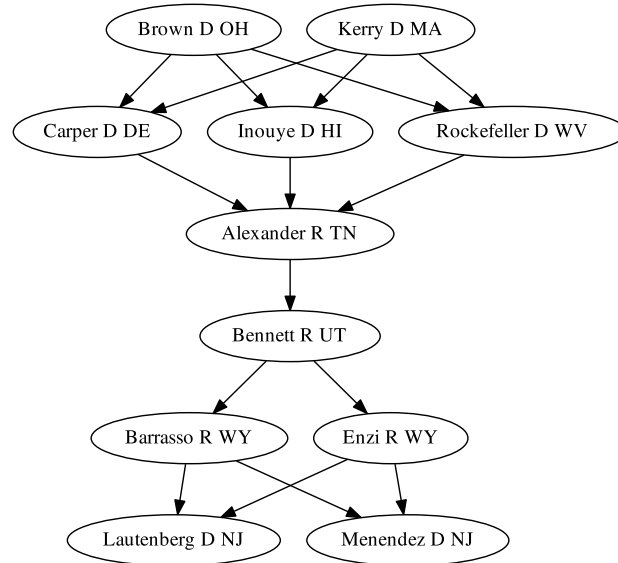 Brown D OH
Kerry D MA
Carper D DE
Inouye D HI
Rockefeller D WV
Alexander R TN
Bennett R UT
Barrasso R WY
Enzi R WY
Lautenberg D NJ
Menendez D NJ